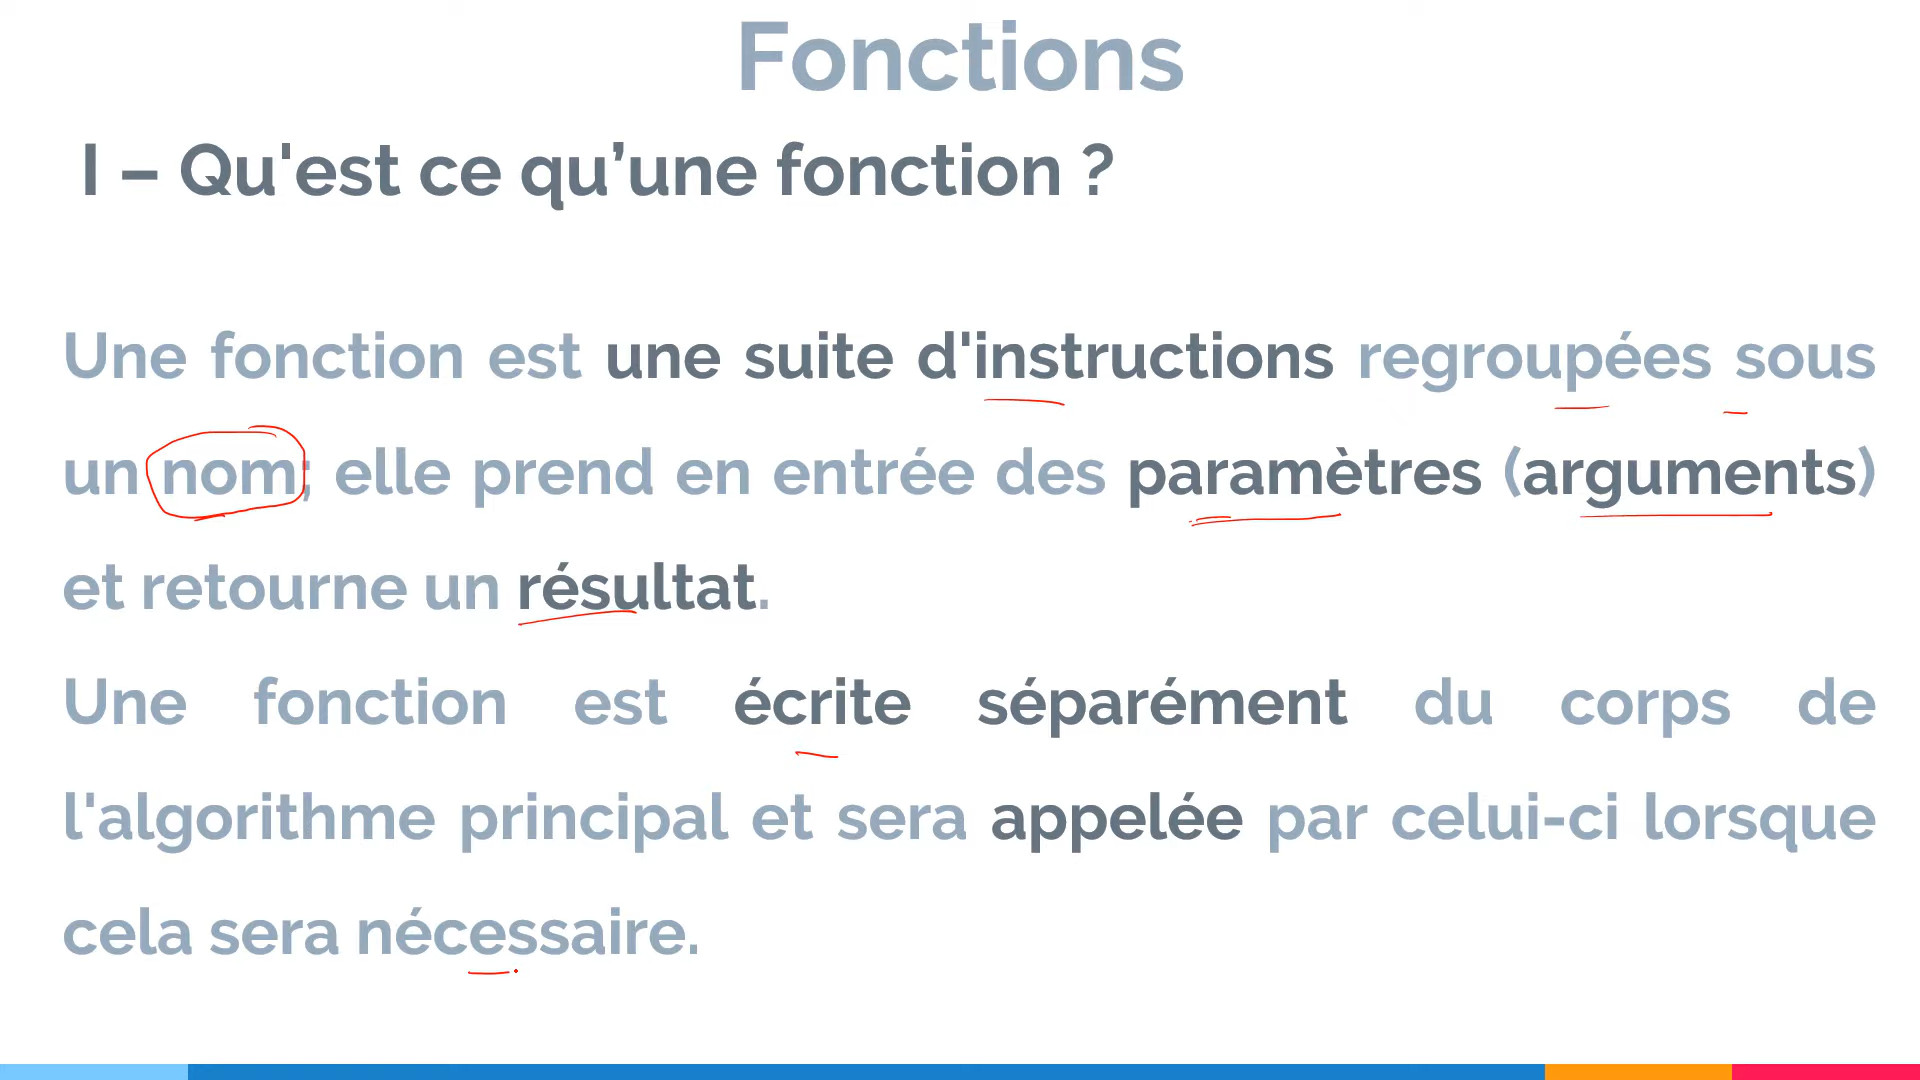 Fonctions
I – Qu'est ce qu’une fonction ?
Une fonction est une suite d'instructions regroupées sous
un nom; elle prend en entrée des paramètres (arguments)
et retourne un résultat.
Une fonction est écrite séparément du corps de
l'algorithme principal et sera appelée par celui-ci lorsque
cela sera nécessaire.